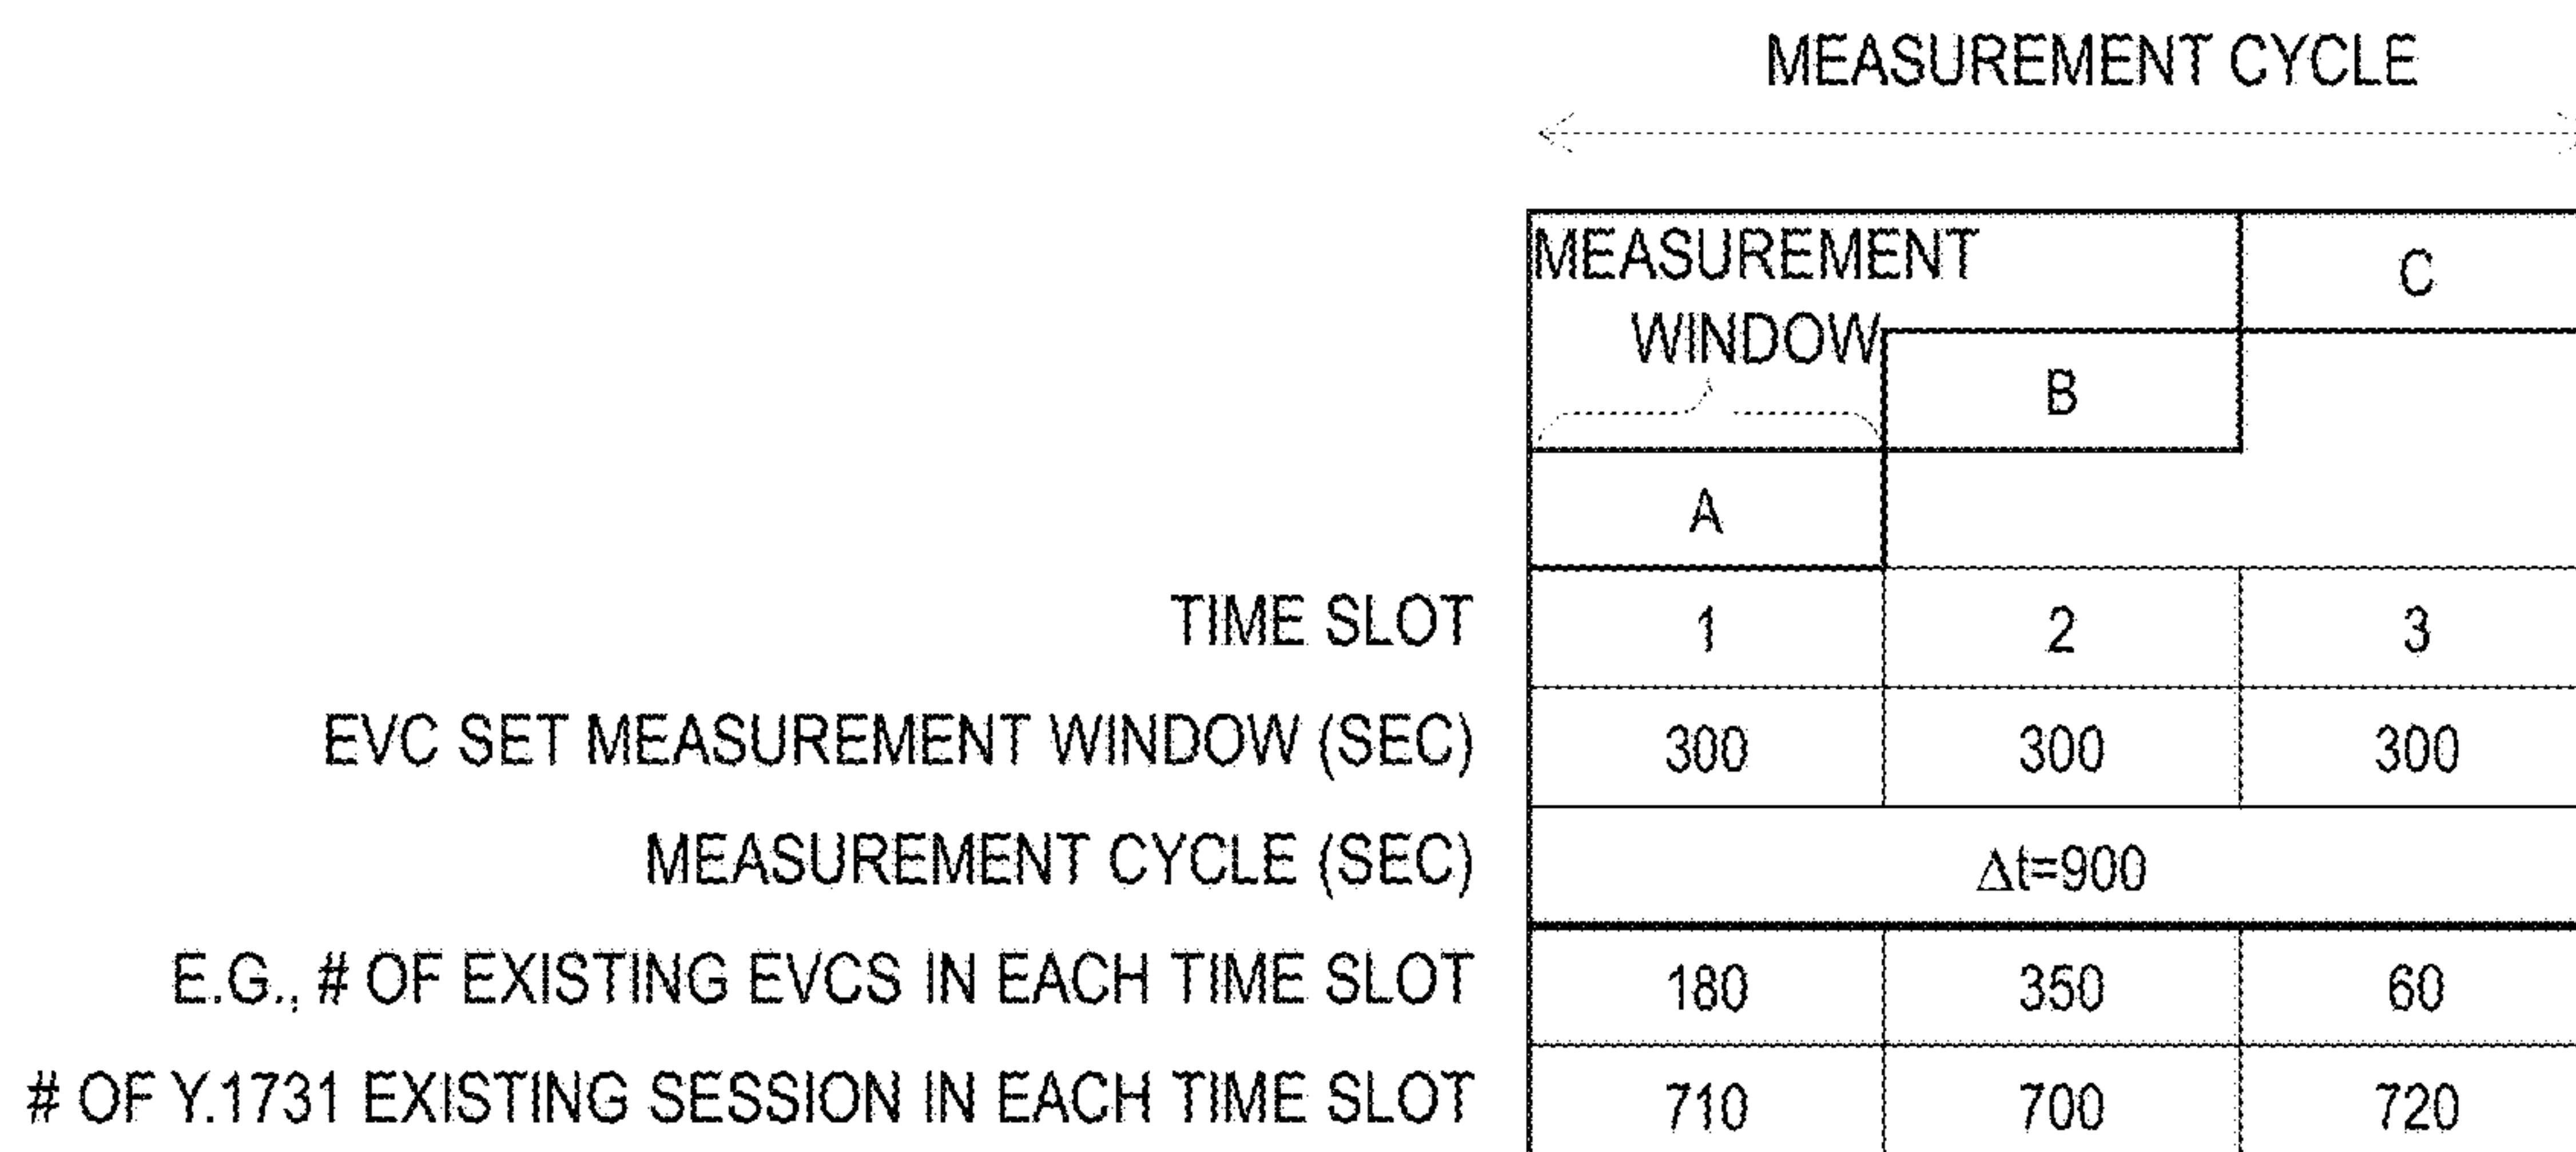 MEASUREMENT CYCLE
MEASUREMENT C
WINDOW
B
A
TIME SLOT 1 2 3
EVC SET MEASUREMENT WINDOW (SEC) 300 300 300
MEASUREMENT CYCLE (SEC) Δt=900
E.G., # OF EXISTING EVCS IN EACH TIME SLOT 180 350 60
# OF Y.1731 EXISTING SESSION IN EACH TIME SLOT 710 700 720